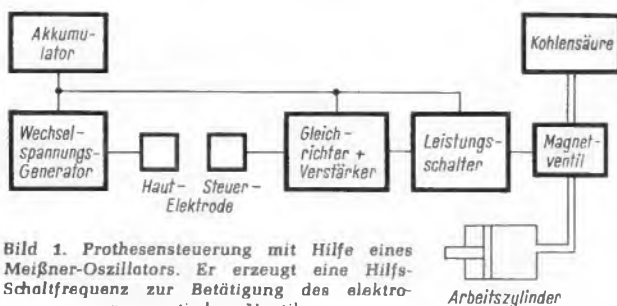 Akkumu-
lator
Kohlensäure
Wechsel-
spannungs-
Generator
Haut-
Steuer-
Elektrode
Gleich-
richter +
Verstärker
Leistungs-
schalter
Magnet-
ventil
Arbeitszylinder
Bild 1. Prothesensteuerung mit Hilfe eines
Meißner-Oszillators. Er erzeugt eine Hilfs-
Schaltfrequenz zur Betätigung des elektro-